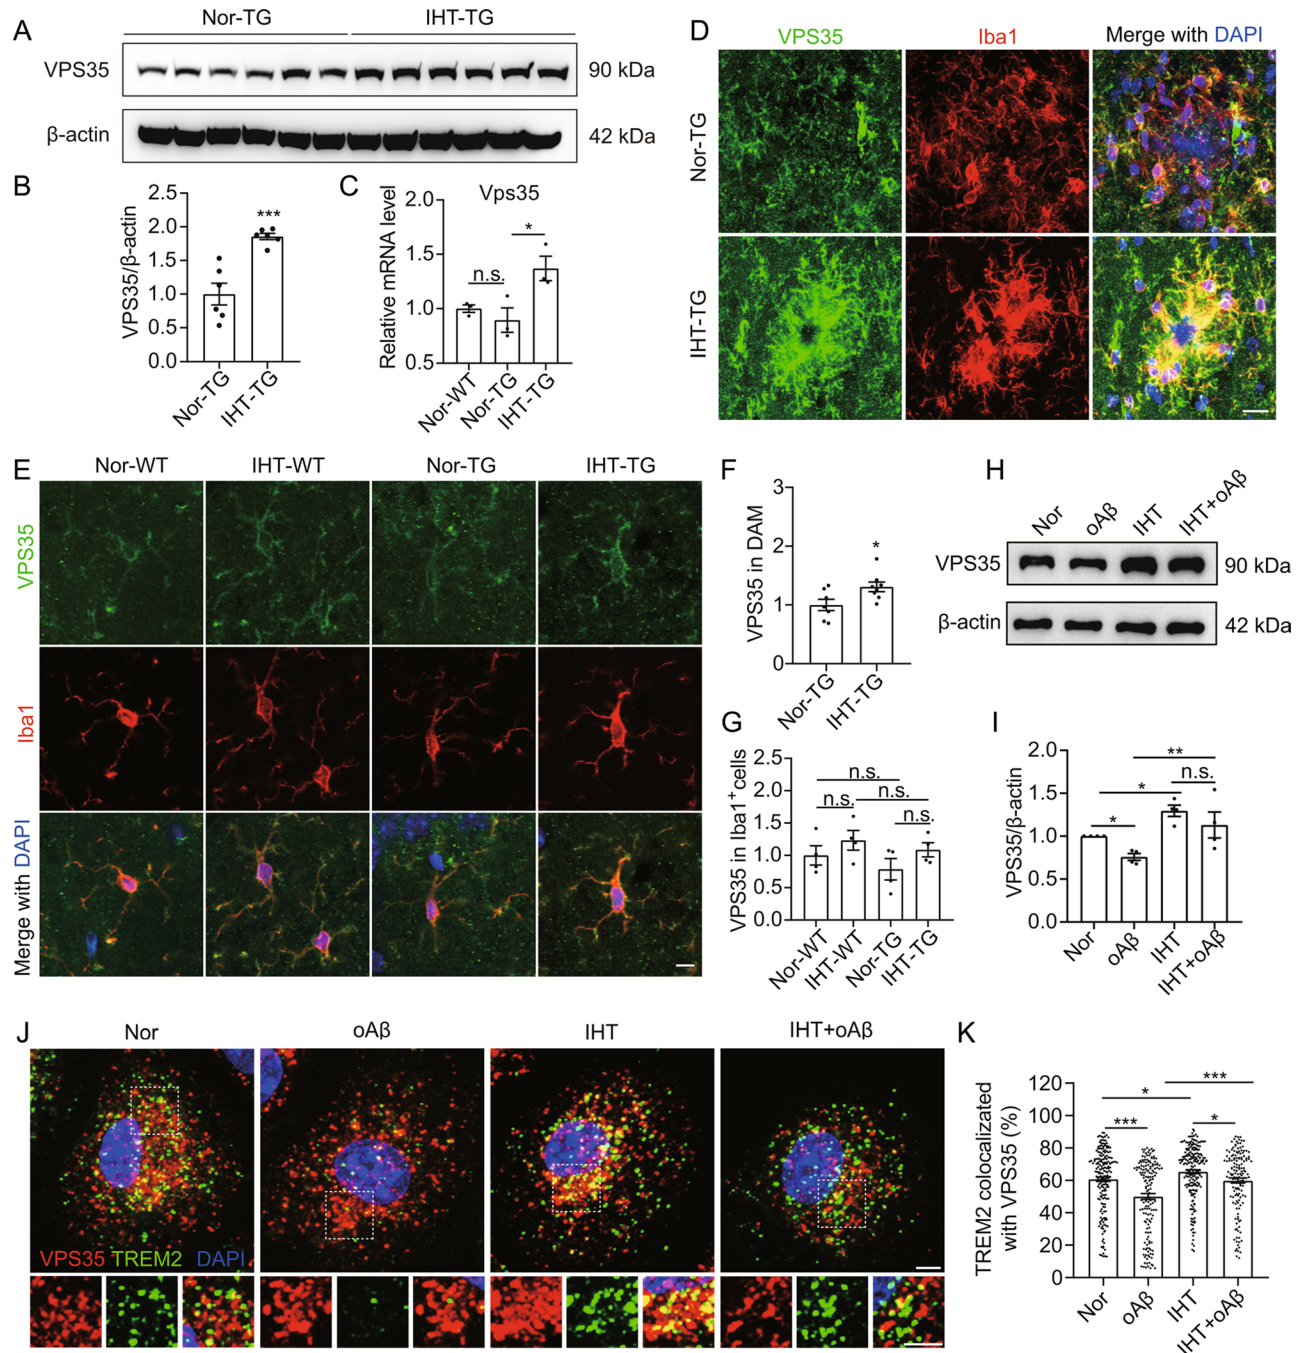 A
Nor-TG
IHT-TG
VPS35
90 kDa
β-actin
42 kDa
B
VPS35/β-actin
2.5
2.0
1.5
1.0
0.5
0.0
***
Nor-TG
IHT-TG
C
Vps35
Relative mRNA level
2.0
1.5
1.0
0.5
n.s.
*
Nor-WT
Nor-TG
IHT-TG
D
VPS35
Iba1
Merge with DAPI
Nor-TG
IHT-TG
E
Nor-WT
IHT-WT
Nor-TG
IHT-TG
VPS35
Iba1
Merge with DAPI
F
VPS35 in DAM
3
2
1
0
*
Nor-TG
IHT-TG
G
VPS35 in Iba1+cells
2.5
2.0
1.5
1.0
0.5
0.0
n.s.
n.s.
n.s.
n.s.
Nor-WT
IHT-WT
Nor-TG
IHT-TG
H
Nor
oAβ
IHT
IHT+oAβ
VPS35
90 kDa
β-actin
42 kDa
I
VPS35/β-actin
2.0
1.5
1.0
0.5
0.0
**
n.s.
*
*
Nor
oAβ
IHT
IHT+oAβ
J
Nor
oAβ
IHT
IHT+oAβ
VPS35 TREM2 DAPI
K
TREM2 colocalizated
with VPS35 (%)
120
100
80
60
40
20
0
***
*
***
*
Nor
oAβ
IHT
IHT+oAβ